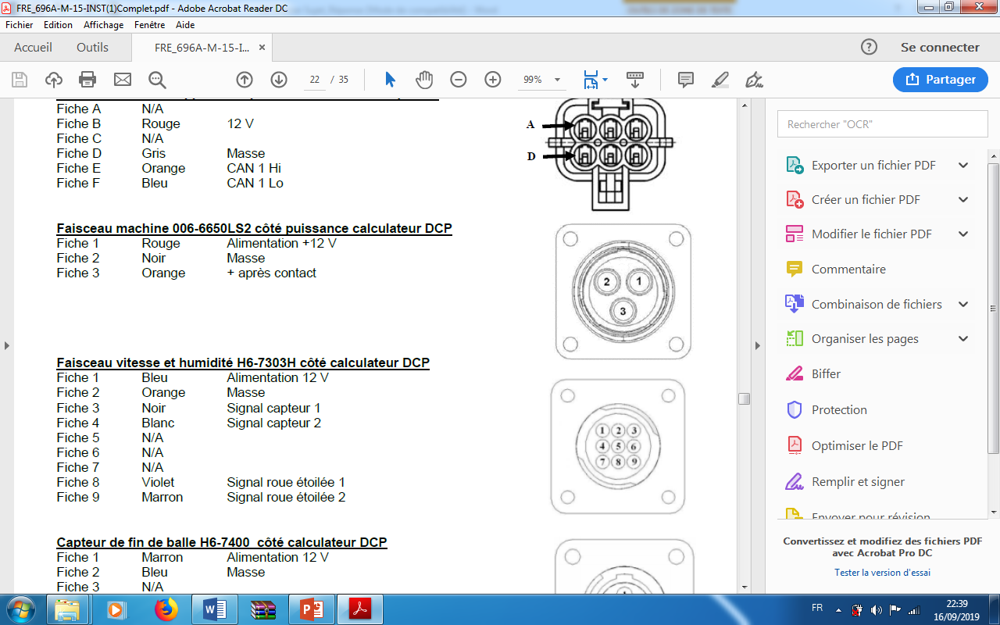 FRE_696A-M-15-INST(1)Complet.pdf - Adobe Acrobat Reader DC
Fichier Edition Affichage Fenêtre Aide
Accueil Outils FRE_696A-M-15-I... ×
? Se connecter
22 / 35 99% Partager
Fiche A N/A
Fiche B Rouge 12 V
Fiche C N/A
Fiche D Gris Masse
Fiche E Orange CAN 1 Hi
Fiche F Bleu CAN 1 Lo
A
D
Faisceau machine 006-6650LS2 côté puissance calculateur DCP
Fiche 1 Rouge Alimentation +12 V
Fiche 2 Noir Masse
Fiche 3 Orange + après contact
2 1
3
Faisceau vitesse et humidité H6-7303H côté calculateur DCP
Fiche 1 Bleu Alimentation 12 V
Fiche 2 Orange Masse
Fiche 3 Noir Signal capteur 1
Fiche 4 Blanc Signal capteur 2
Fiche 5 N/A
Fiche 6 N/A
Fiche 7 N/A
Fiche 8 Violet Signal roue étoilée 1
Fiche 9 Marron Signal roue étoilée 2
1 2 3
4 5 6
7 8 9
Capteur de fin de balle H6-7400 côté calculateur DCP
Fiche 1 Marron Alimentation 12 V
Fiche 2 Bleu Masse
Fiche 3 N/A
Rechercher "OCR"
Exporter un fichier PDF
Créer un fichier PDF
Modifier le fichier PDF
Commentaire
Combinaison de fichiers
Organiser les pages
Biffer
Protection
Optimiser le PDF
Remplir et signer
Envoyer pour révision
Convertissez et modifiez des fichiers PDF
avec Acrobat Pro DC
Tester la version d'essai
FR
22:39
16/09/2019